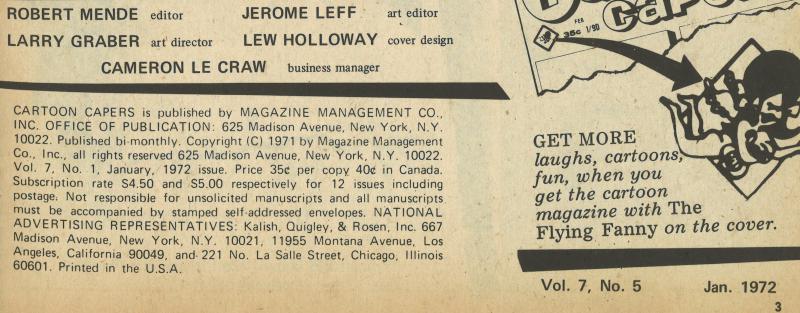 ROBERT MENDE editor JEROME LEFF art editor
LARRY GRABER art director LEW HOLLOWAY cover design
CAMERON LE CRAW business manager
CARTOON CAPERS is published by MAGAZINE MANAGEMENT CO.,
INC. OFFICE OF PUBLICATION: 625 Madison Avenue, New York, N.Y.
10022. Published bi-monthly. Copyright (C) 1971 by Magazine Management
Co., Inc., all rights reserved 625 Madison Avenue, New York, N.Y. 10022.
Vol. 7, No. 1, January, 1972 issue. Price 35¢ per copy 40¢ in Canada.
Subscription rate $4.50 and $5.00 respectively for 12 issues including
postage. Not responsible for unsolicited manuscripts and all manuscripts
must be accompanied by stamped self-addressed envelopes. NATIONAL
ADVERTISING REPRESENTATIVES: Kalish, Quigley, & Rosen, Inc. 667
Madison Avenue, New York, N.Y. 10021, 11955 Montana Avenue, Los
Angeles, California 90049, and 221 No. La Salle Street, Chicago, Illinois
60601. Printed in the U.S.A.
FEB
35c 1/90
GET MORE
laughs, cartoons,
fun, when you
get the cartoon
magazine with The
Flying Fanny on the cover.
Vol. 7, No. 5 Jan. 1972
3